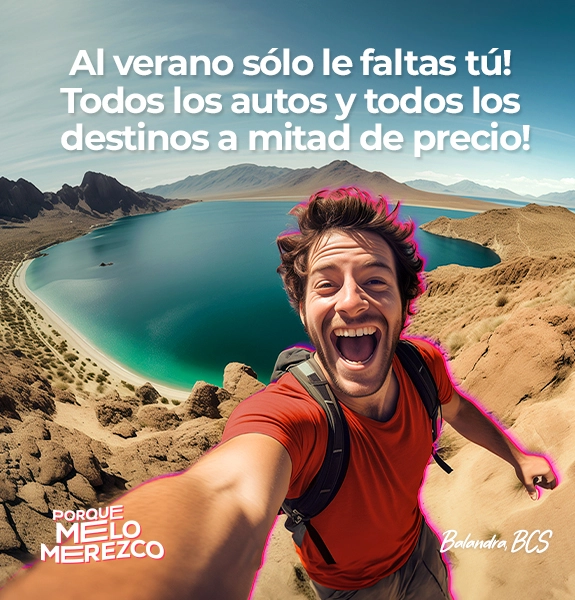 Al verano sólo le faltas tú!
Todos los autos y todos los
destinos a mitad de precio!
PORQUE
MELO
MEREZCO
Balandra, BCS